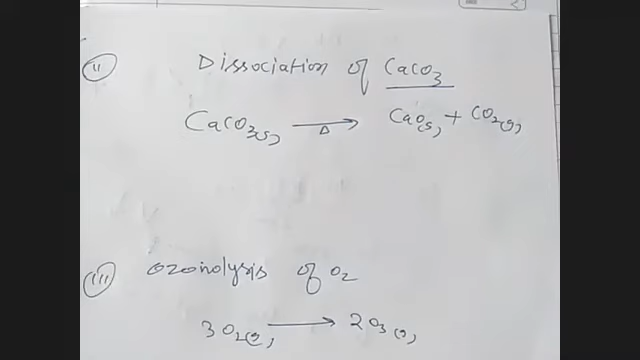 (ii) Dissociation of CaCO3
CaCO3(s) →Δ CaO(s) + CO2(g)
(iii) Ozonolysis of O2
3O2(g) → 2O3(g)